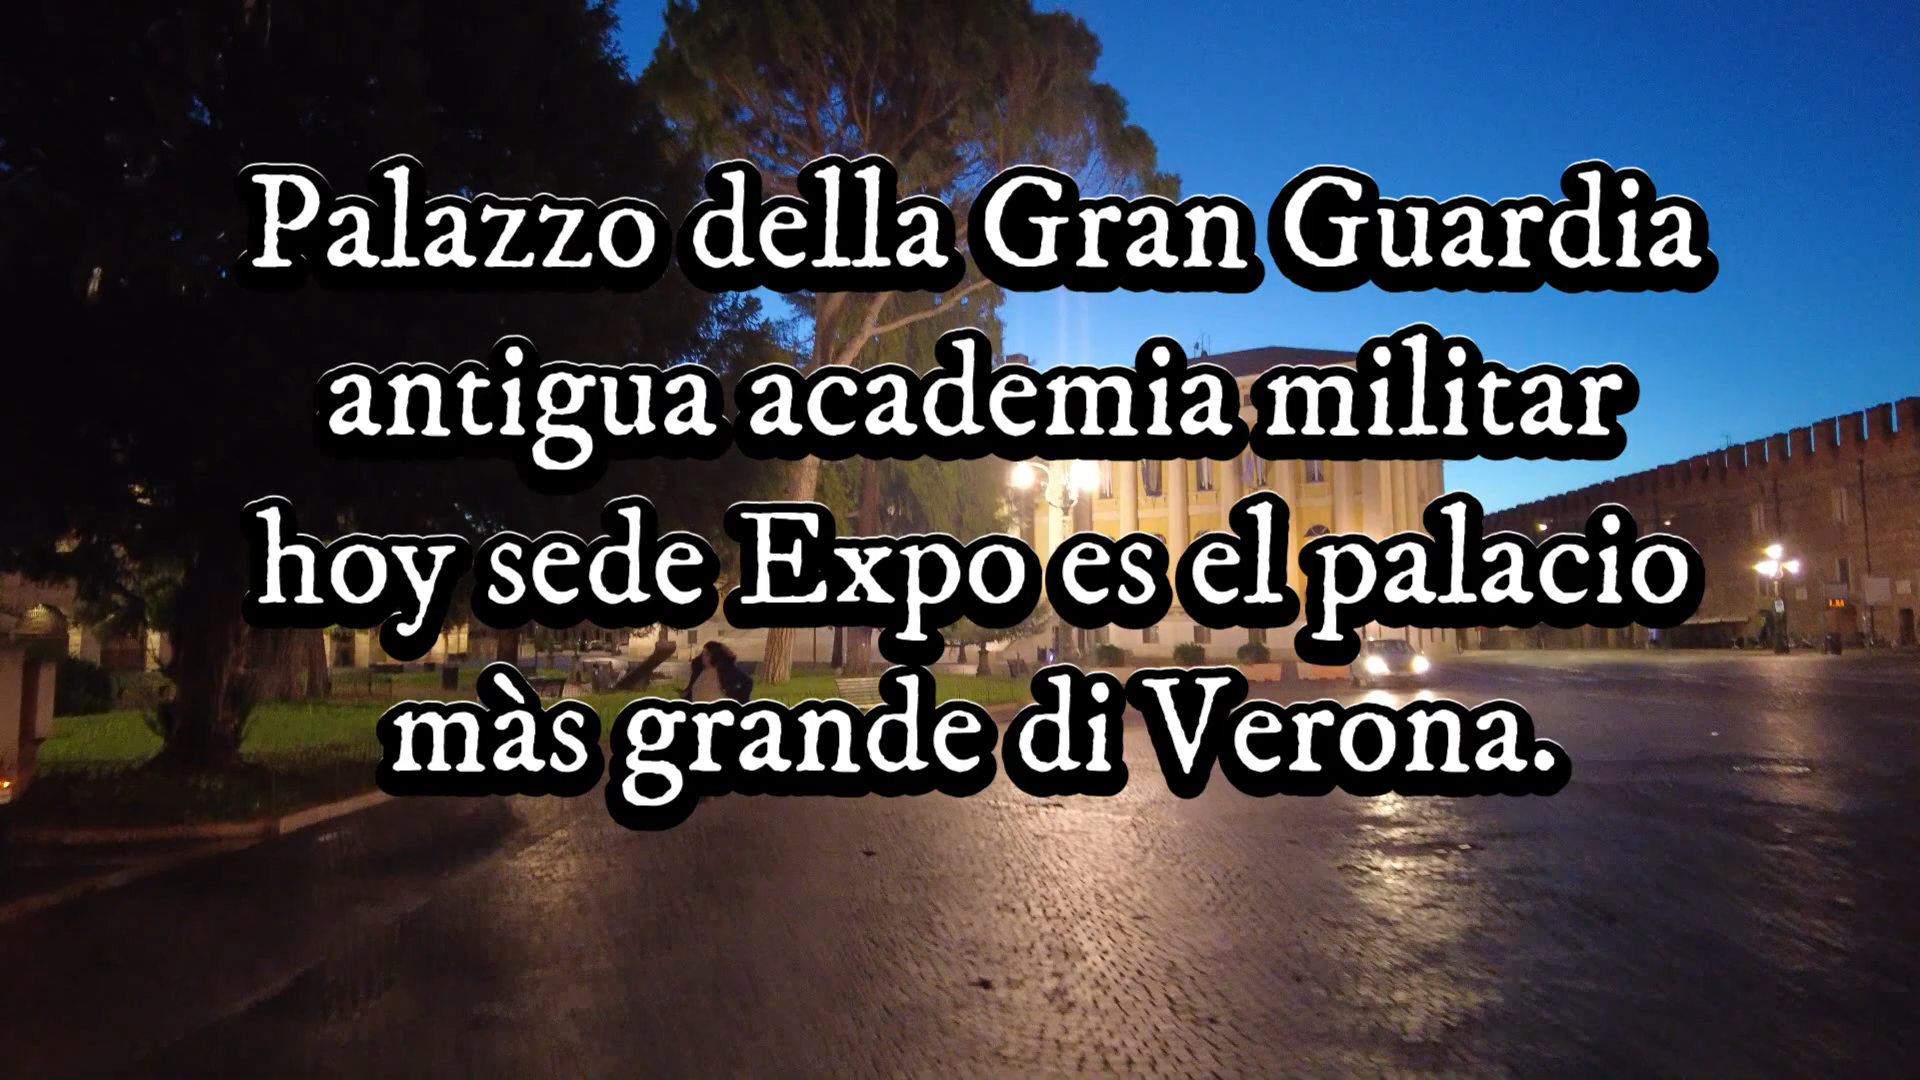 Palazzo della Gran Guardia
antigua academia militar
hoy sede Expo es el palacio
màs grande di Verona.